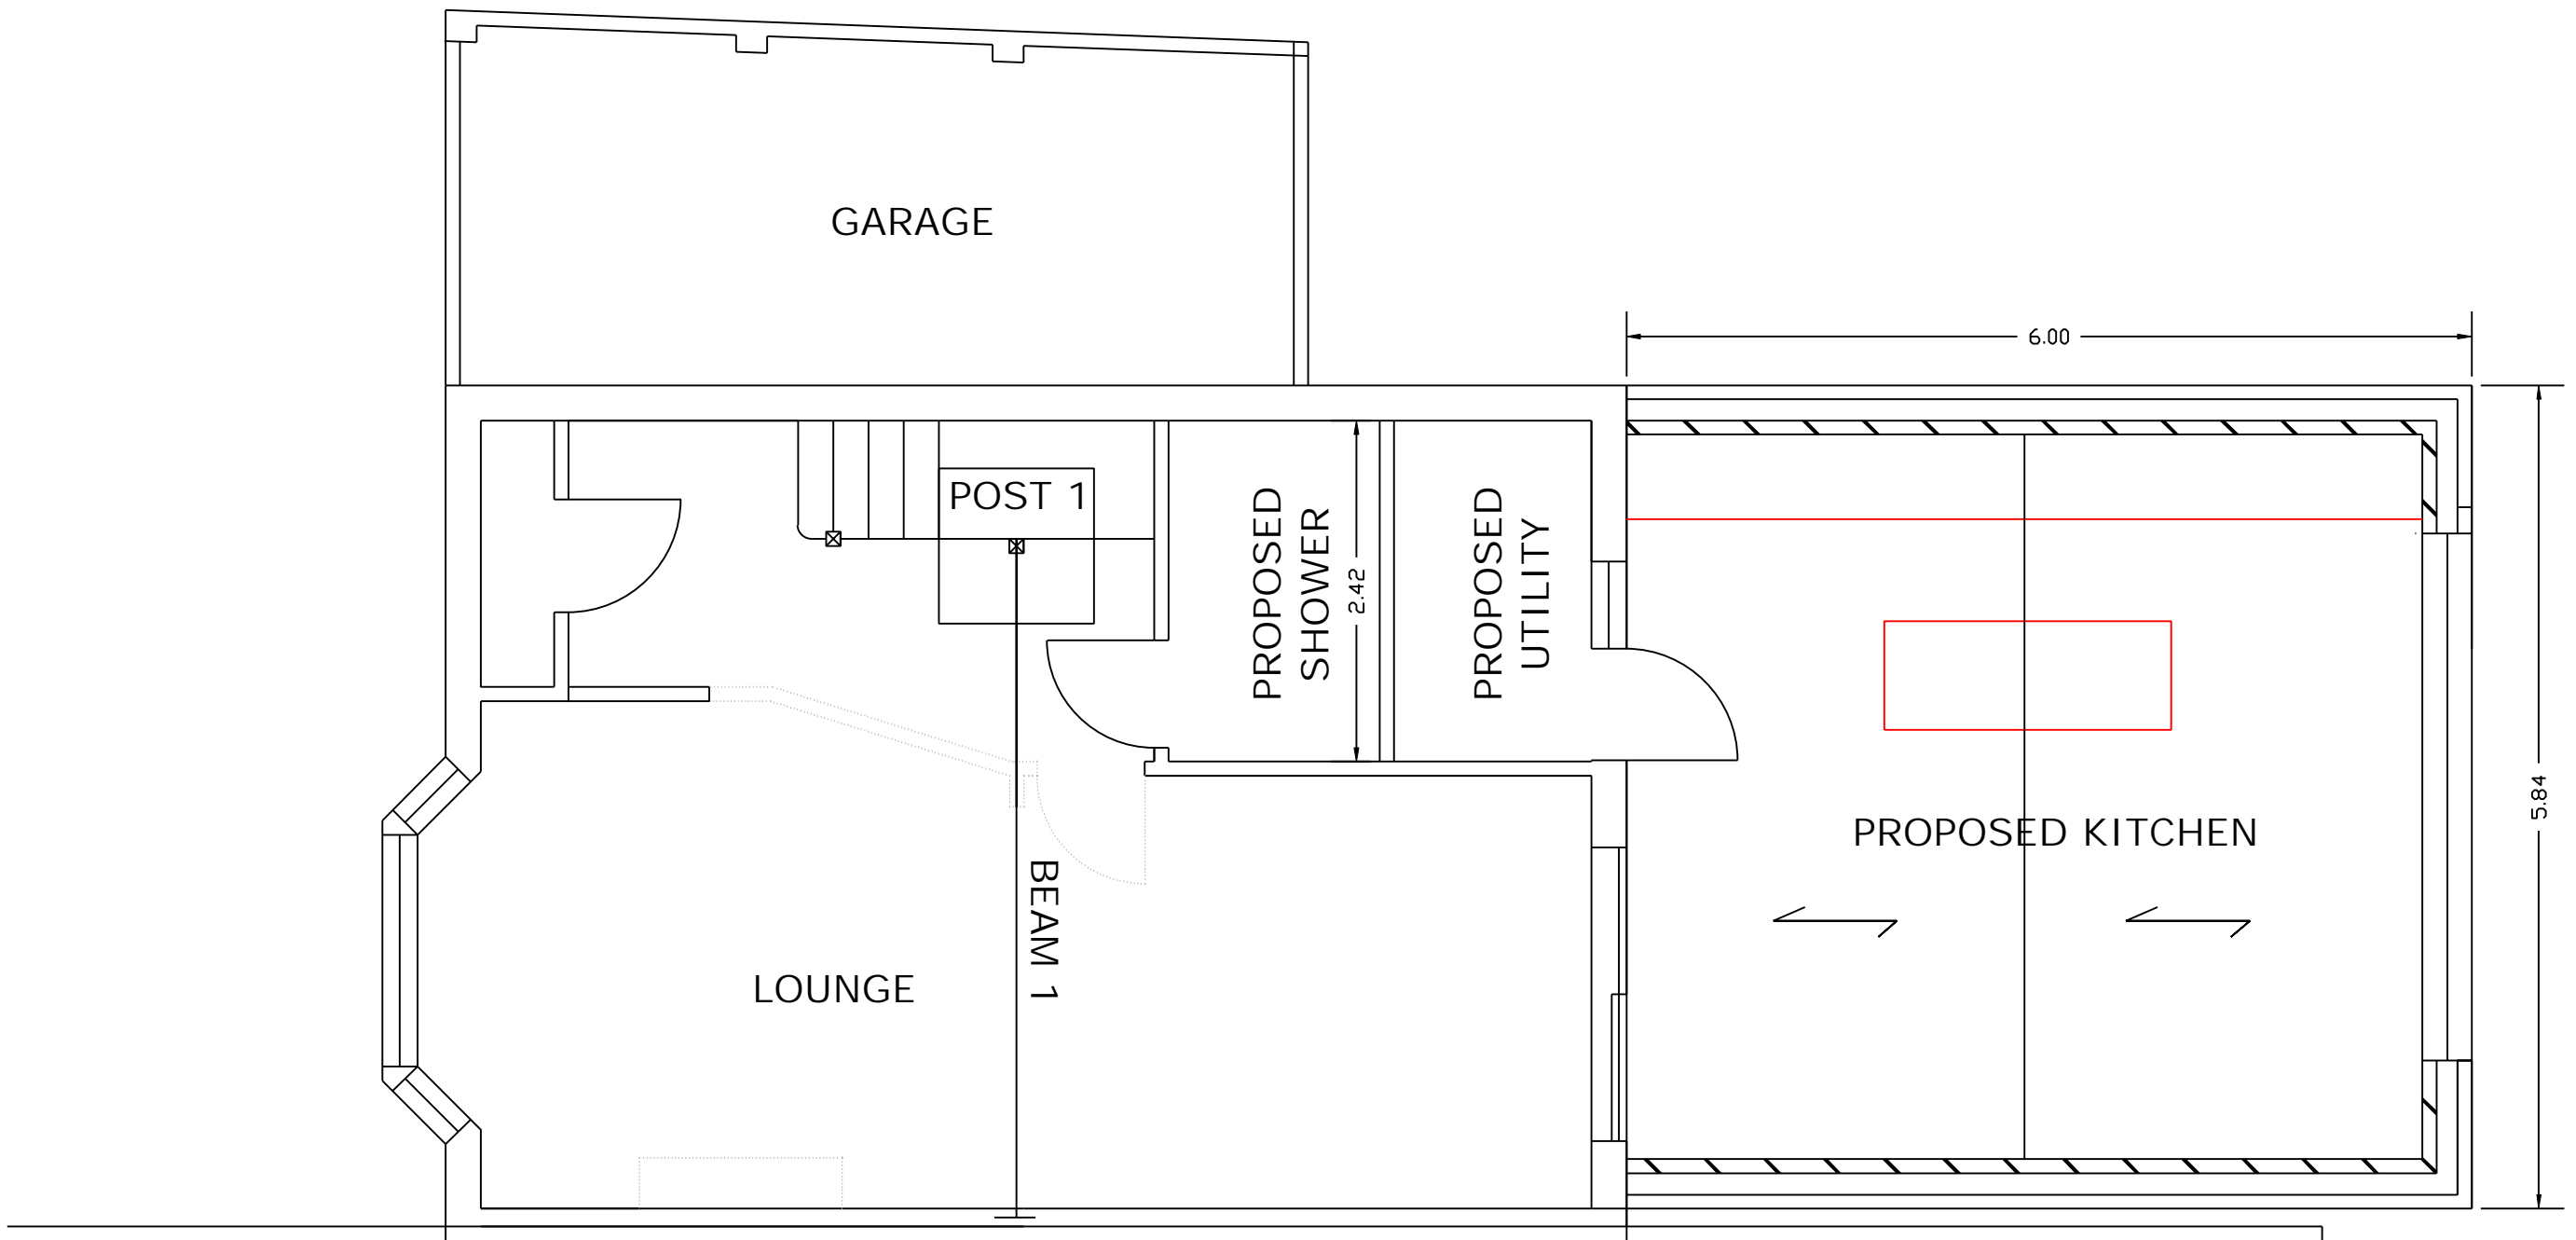 GARAGE
6.00
POST 1
PROPOSED
SHOWER
2.42
PROPOSED
UTILITY
5.84
PROPOSED KITCHEN
BEAM 1
LOUNGE